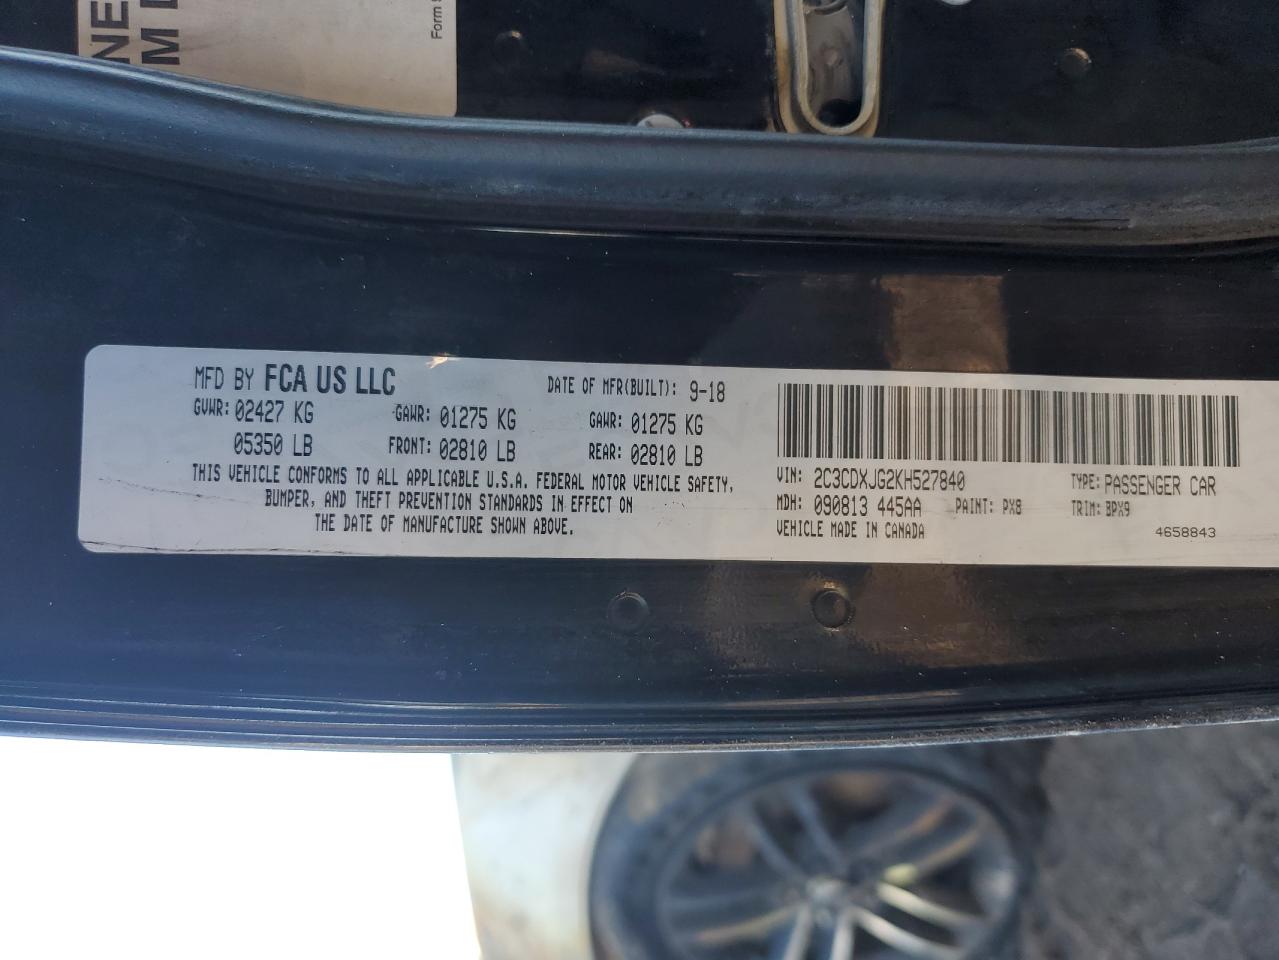 NE
M
Form
MFD BY FCA US LLC DATE OF MFR(BUILT): 9-18
GVWR: 02427 KG GAWR: 01275 KG GAWR: 01275 KG
05350 LB FRONT: 02810 LB REAR: 02810 LB
THIS VEHICLE CONFORMS TO ALL APPLICABLE U.S.A. FEDERAL MOTOR VEHICLE SAFETY,
BUMPER, AND THEFT PREVENTION STANDARDS IN EFFECT ON
THE DATE OF MANUFACTURE SHOWN ABOVE.
VIN: 2C3CDXJG2KH527840 TYPE: PASSENGER CAR
MDH: 090813 445AA PAINT: PX8 TRIM: BPX9
VEHICLE MADE IN CANADA 4658843